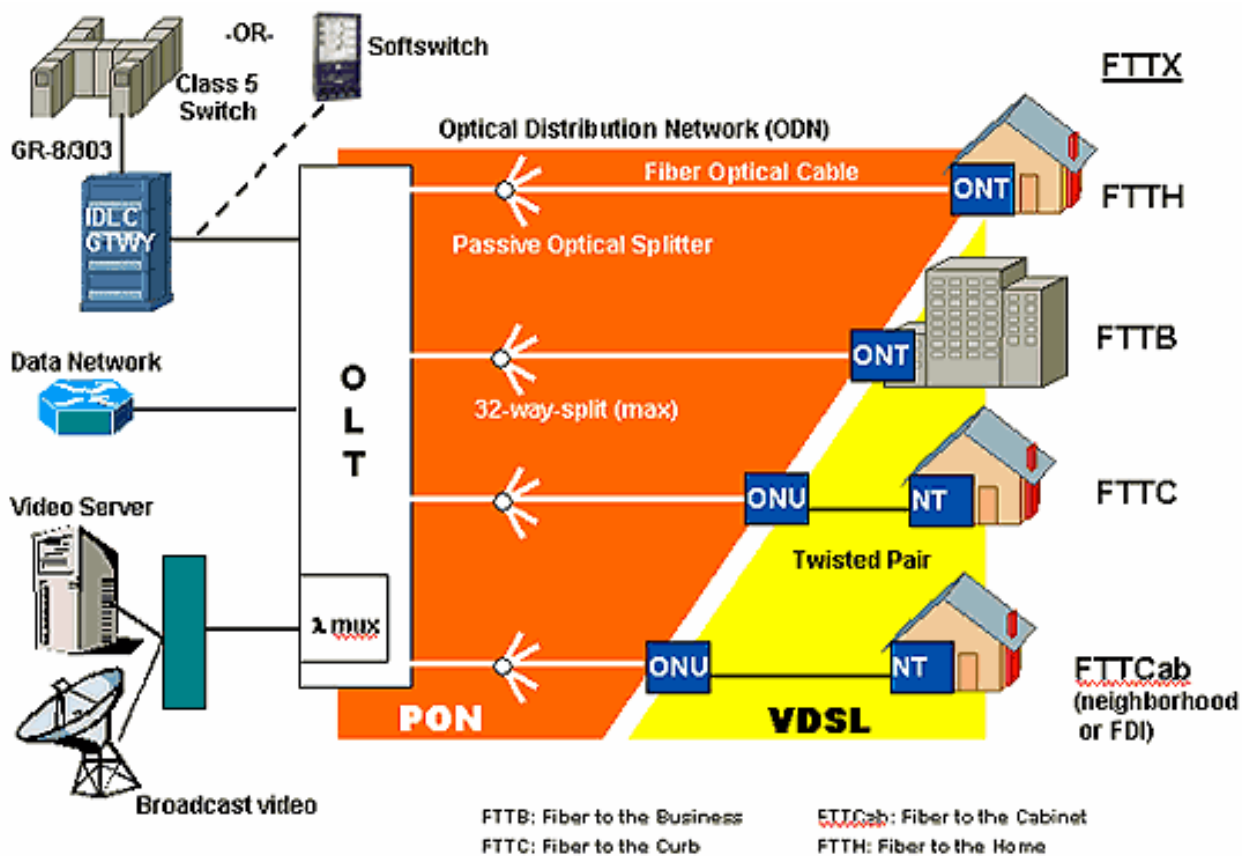 -OR-
Softswitch
Class 5
Switch
FTTX
GR-8/303
Optical Distribution Network (ODN)
Fiber Optical Cable
ONT
FTTH
IDLC
GTWY
Passive Optical Splitter
ONT
FTTB
Data Network
O
L
T
32-way-split (max)
Video Server
ONU
NT
FTTC
Twisted Pair
λ mux
ONU
NT
FTTCab
(neighborhood
or FDI)
PON
VDSL
Broadcast video
FTTB: Fiber to the Business
FTTCab: Fiber to the Cabinet
FTTC: Fiber to the Curb
FTTH: Fiber to the Home